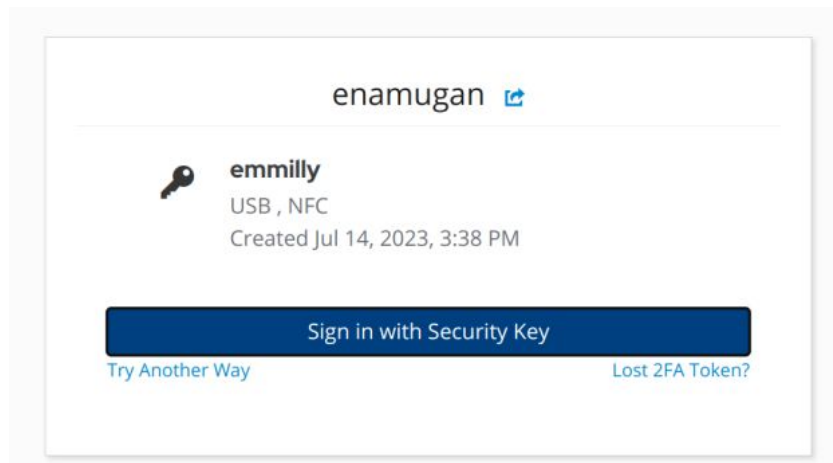 enamugan
emmilly
USB , NFC
Created Jul 14, 2023, 3:38 PM
Sign in with Security Key
Try Another Way
Lost 2FA Token?